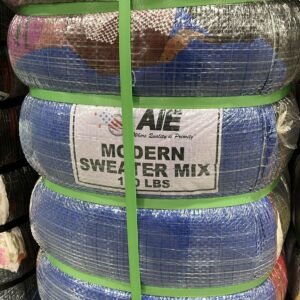 AIE
Where Quality is Priority
MODERN
SWEATER MIX
LBS